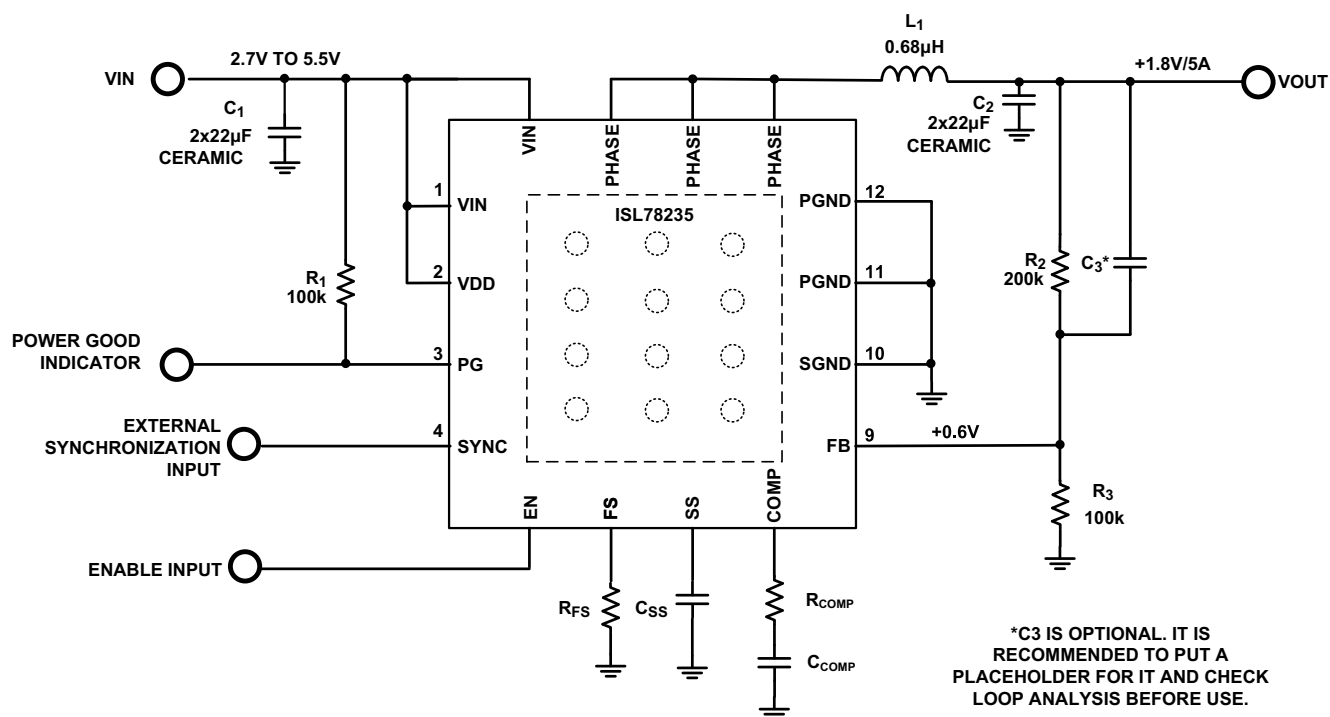 L1
0.68µH
VIN
2.7V TO 5.5V
+1.8V/5A
VOUT
C1
2x22µF
CERAMIC
C2
2x22µF
CERAMIC
VIN
PHASE
PHASE
PHASE
ISL78235
1
VIN
2
VDD
3
PG
4
SYNC
PGND
12
PGND
11
SGND
10
FB
9
+0.6V
R1
100k
R2
200k
C3*
R3
100k
POWER GOOD
INDICATOR
EXTERNAL
SYNCHRONIZATION
INPUT
ENABLE INPUT
EN
FS
SS
COMP
RFS
CSS
RCOMP
CCOMP
*C3 IS OPTIONAL. IT IS
RECOMMENDED TO PUT A
PLACEHOLDER FOR IT AND CHECK
LOOP ANALYSIS BEFORE USE.